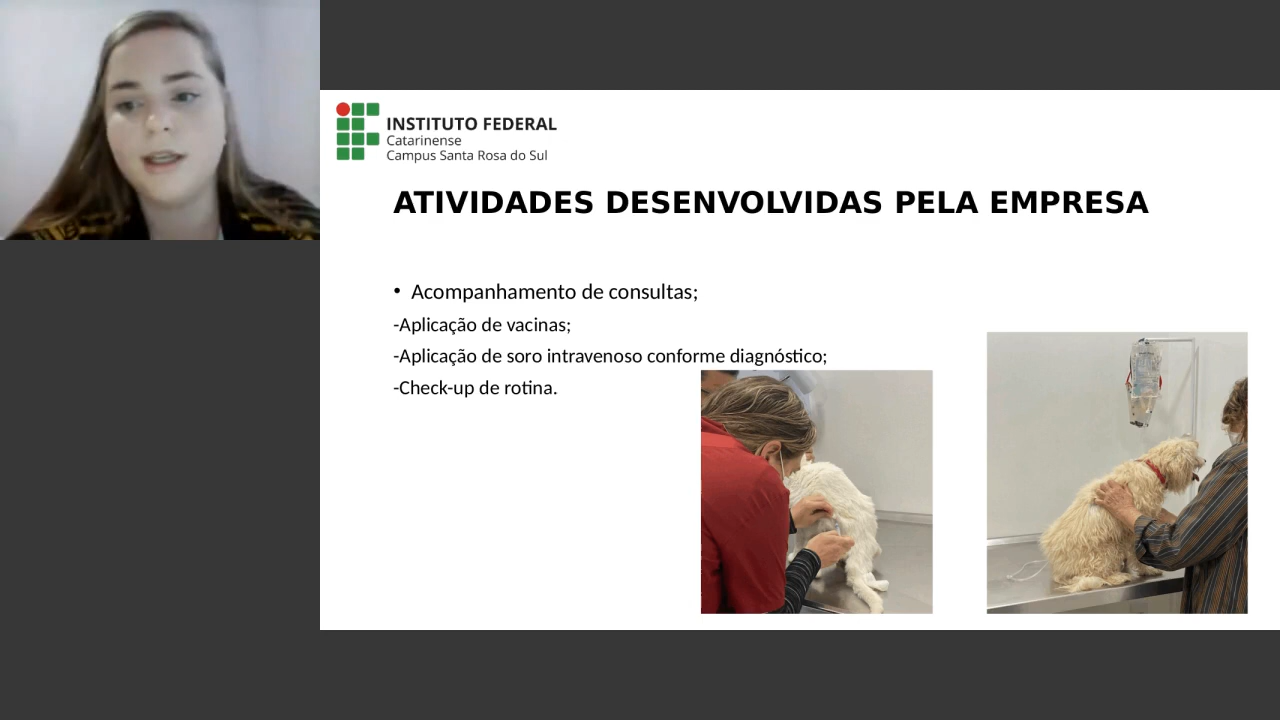 INSTITUTO FEDERAL
Catarinense
Campus Santa Rosa do Sul
ATIVIDADES DESENVOLVIDAS PELA EMPRESA
• Acompanhamento de consultas;
-Aplicação de vacinas;
-Aplicação de soro intravenoso conforme diagnóstico;
-Check-up de rotina.